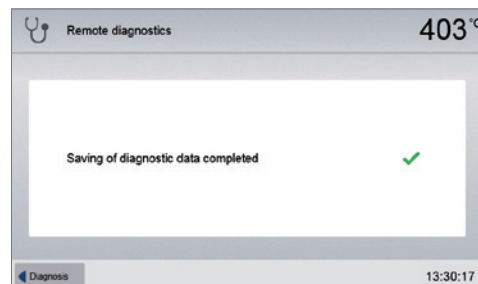 Remote diagnostics
403 °C
Saving of diagnostic data completed
Diagnosis
13:30:17